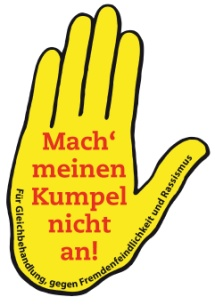 Mach‘
meinen
Kumpel
nicht
an!
Für Gleichbehandlung, gegen Fremdenfeindlichkeit und Rassismus